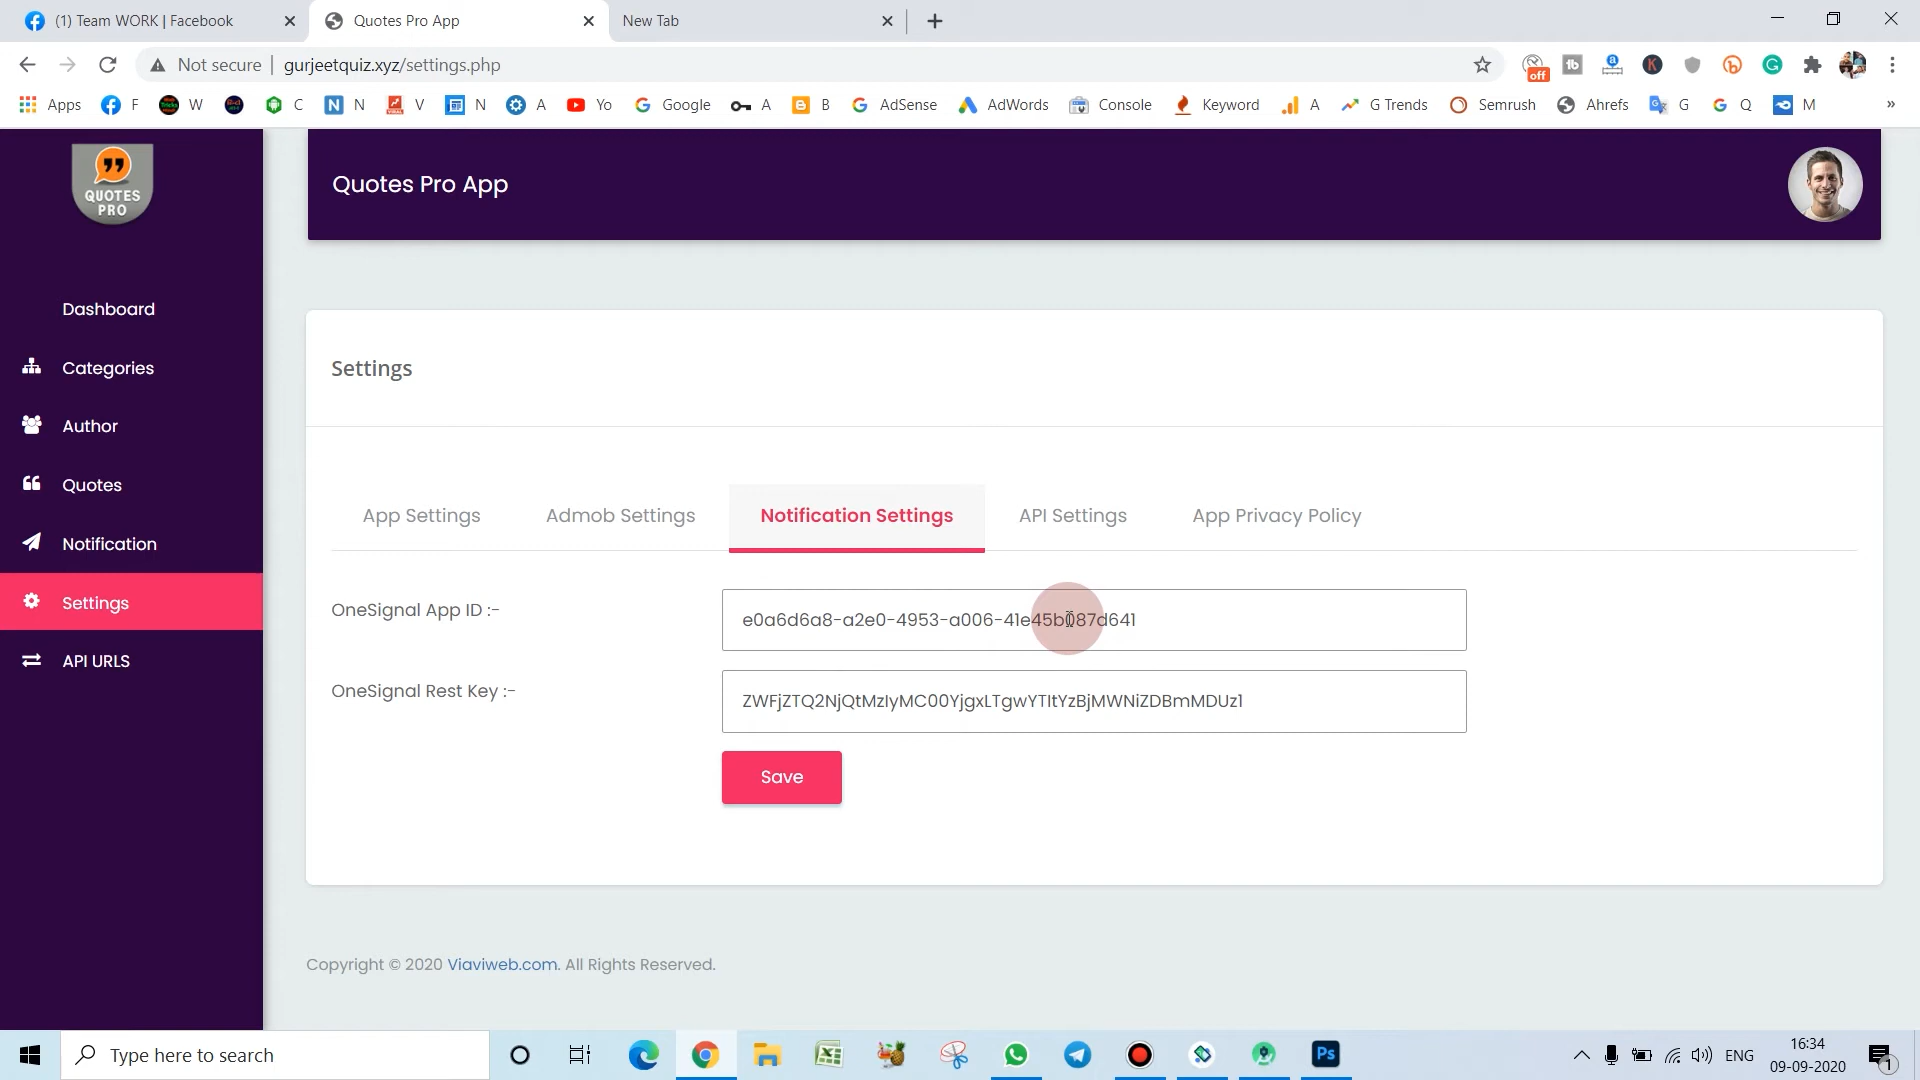 (1) Team WORK | Facebook
Quotes Pro App
New Tab
Not secure
gurjeetquiz.xyz/settings.php
off
Apps F W C N V N A Yo Google A B AdSense AdWords Console Keyword A G Trends Semrush Ahrefs G Q M »
QUOTES
PRO
Quotes Pro App
Dashboard
Categories
Author
Quotes
Notification
Settings
API URLS
Settings
App Settings
Admob Settings
Notification Settings
API Settings
App Privacy Policy
OneSignal App ID :-
e0a6d6a8-a2e0-4953-a006-41e45b087d641
OneSignal Rest Key :-
ZWFjZTQ2NjQtMzIyMC00YjgxLTgwYTItYzBjMWNiZDBmMDUz1
Save
Copyright © 2020 Viaviweb.com. All Rights Reserved.
Type here to search
Ps
ENG
16:34
09-09-2020
1